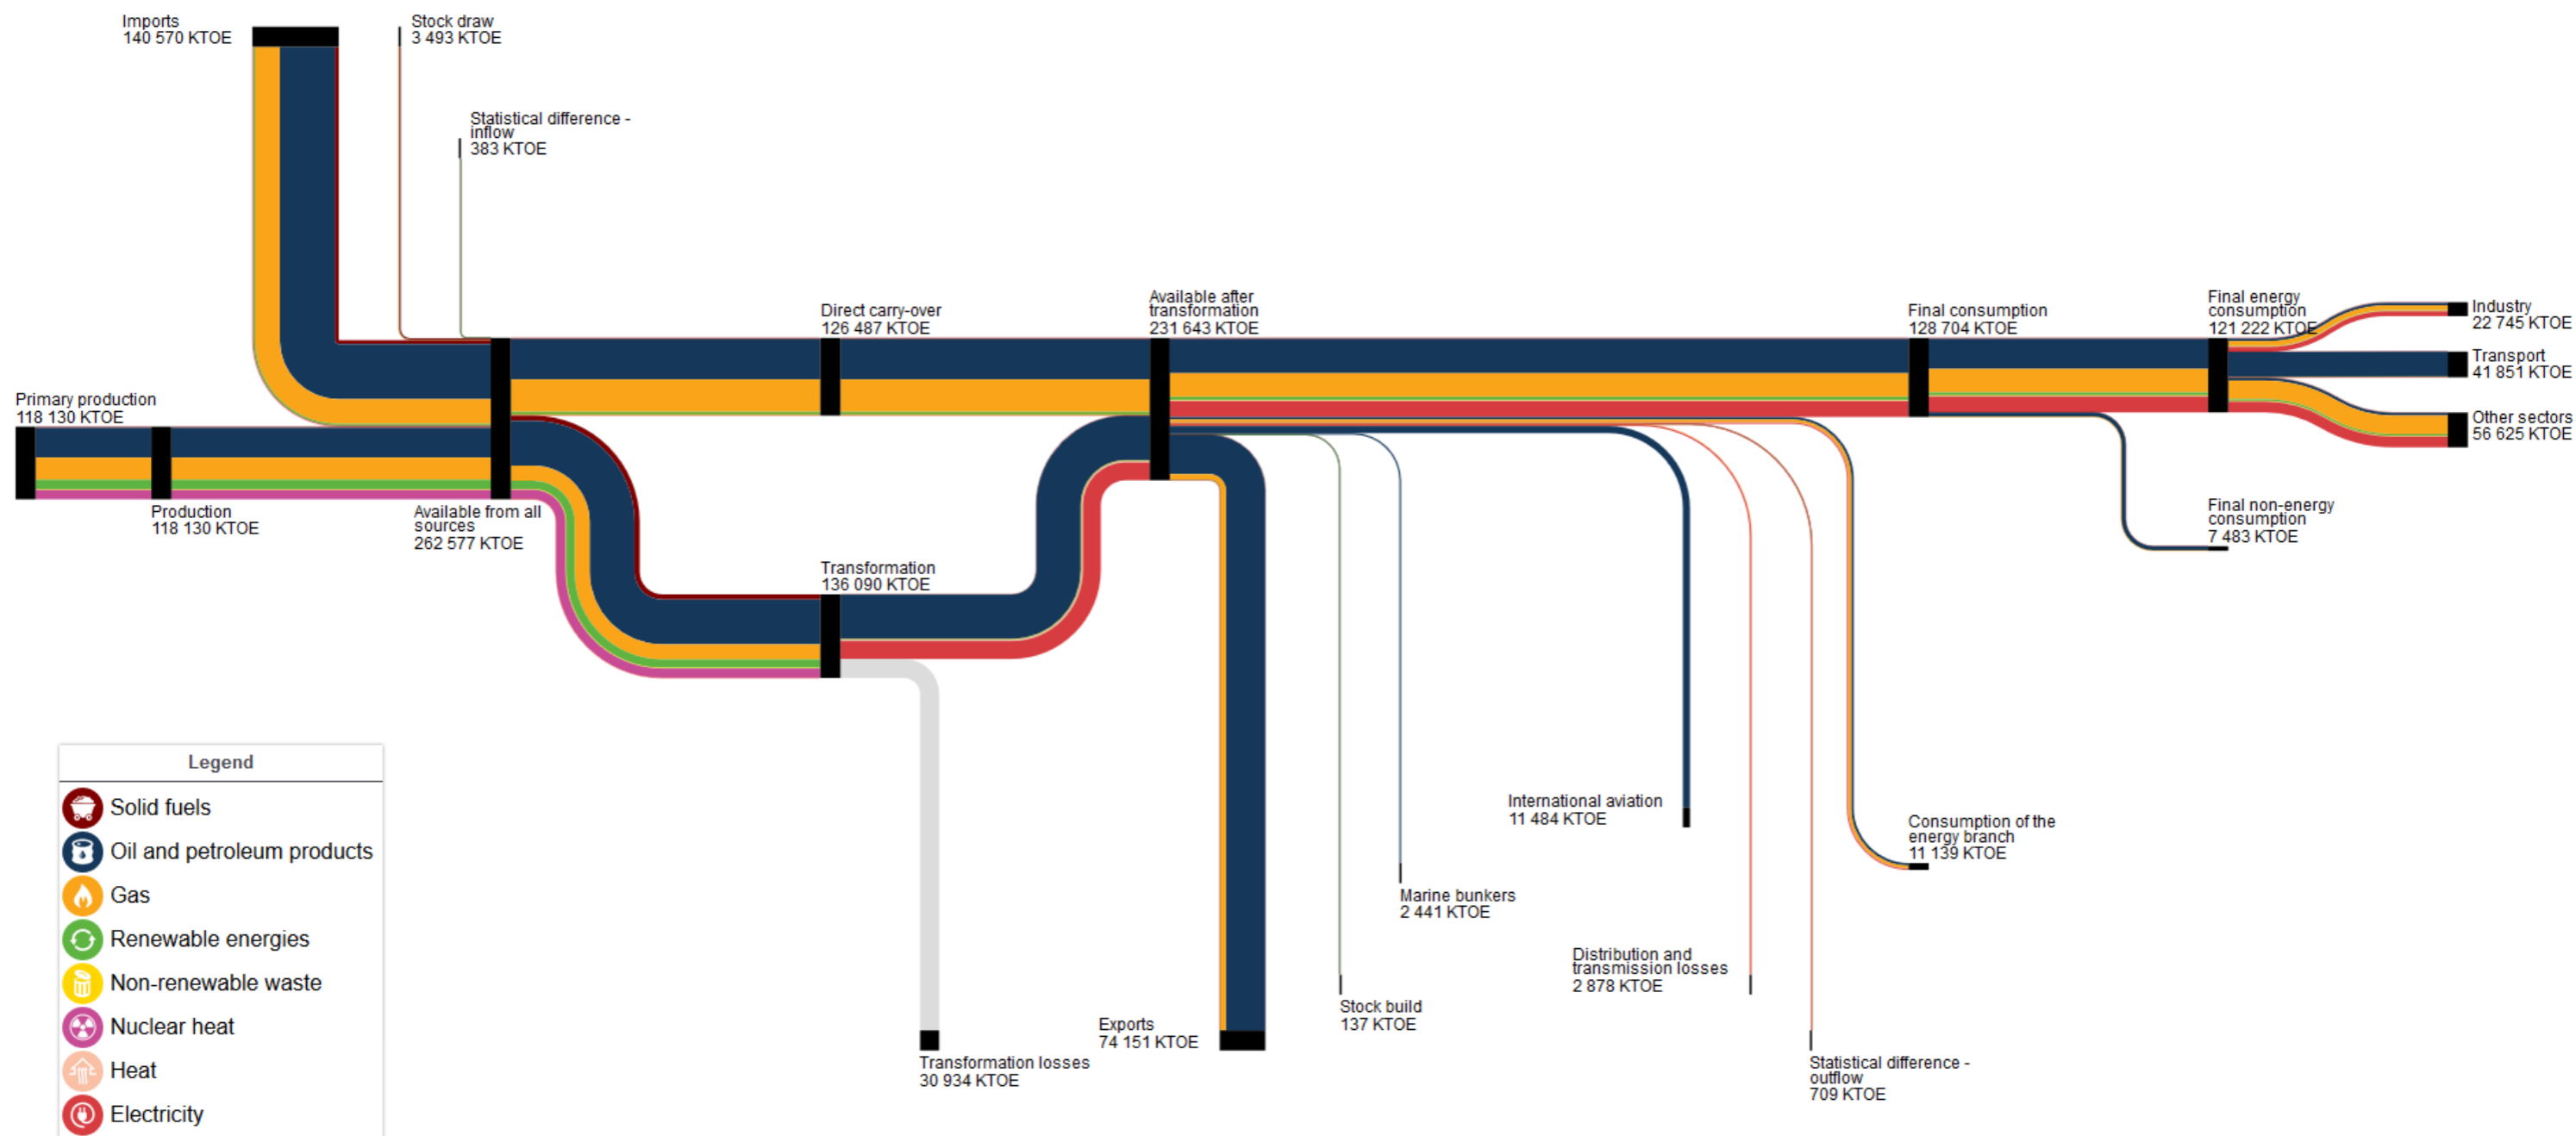 Imports
140 570 KTOE
Stock draw
3 493 KTOE
Statistical difference -
inflow
383 KTOE
Primary production
118 130 KTOE
Production
118 130 KTOE
Available from all
sources
262 577 KTOE
Direct carry-over
126 487 KTOE
Transformation
136 090 KTOE
Available after
transformation
231 643 KTOE
Final consumption
128 704 KTOE
Final energy
consumption
121 222 KTOE
Industry
22 745 KTOE
Transport
41 851 KTOE
Other sectors
56 625 KTOE
Final non-energy
consumption
7 483 KTOE
International aviation
11 484 KTOE
Consumption of the
energy branch
11 139 KTOE
Marine bunkers
2 441 KTOE
Distribution and
transmission losses
2 878 KTOE
Stock build
137 KTOE
Exports
74 151 KTOE
Transformation losses
30 934 KTOE
Statistical difference -
outflow
709 KTOE
Legend
Solid fuels
Oil and petroleum products
Gas
Renewable energies
Non-renewable waste
Nuclear heat
Heat
Electricity